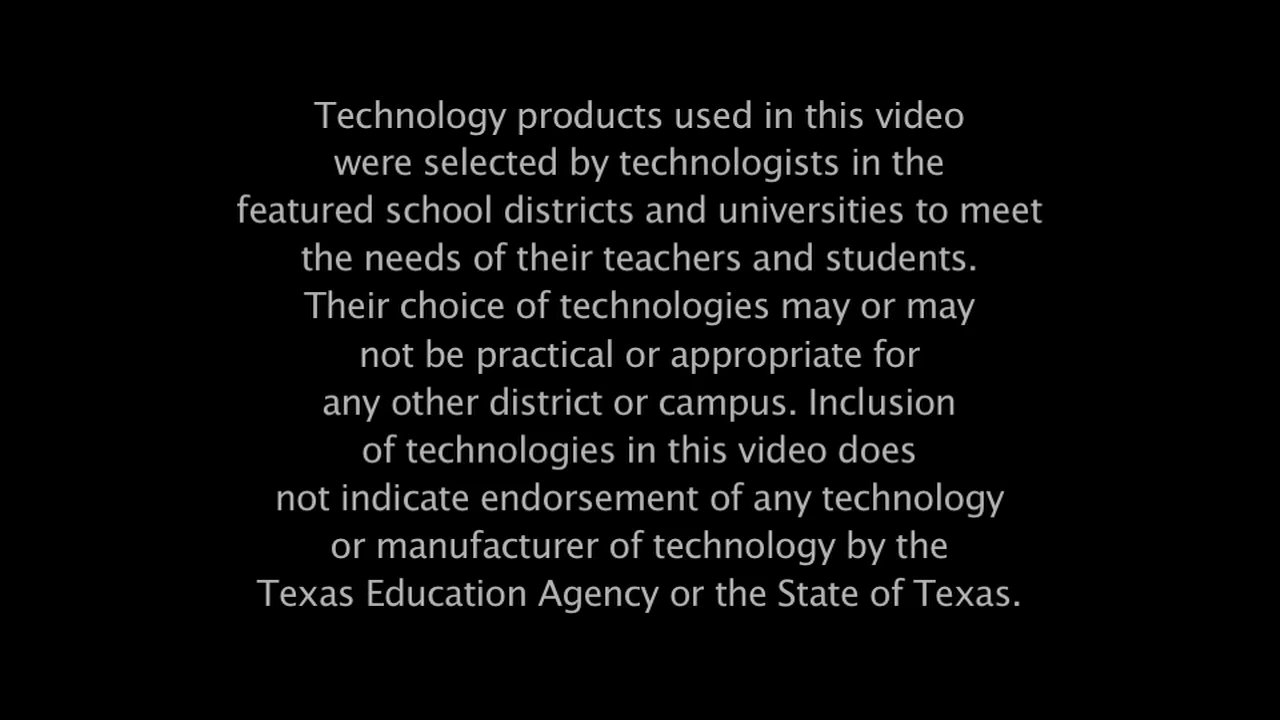 Technology products used in this video
were selected by technologists in the
featured school districts and universities to meet
the needs of their teachers and students.
Their choice of technologies may or may
not be practical or appropriate for
any other district or campus. Inclusion
of technologies in this video does
not indicate endorsement of any technology
or manufacturer of technology by the
Texas Education Agency or the State of Texas.